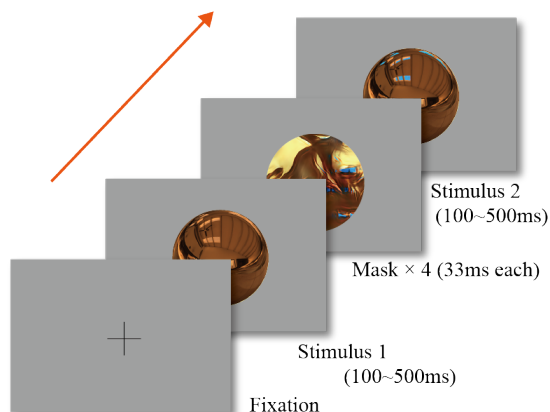 Stimulus 2
(100~500ms)
Mask × 4 (33ms each)
Stimulus 1
(100~500ms)
Fixation